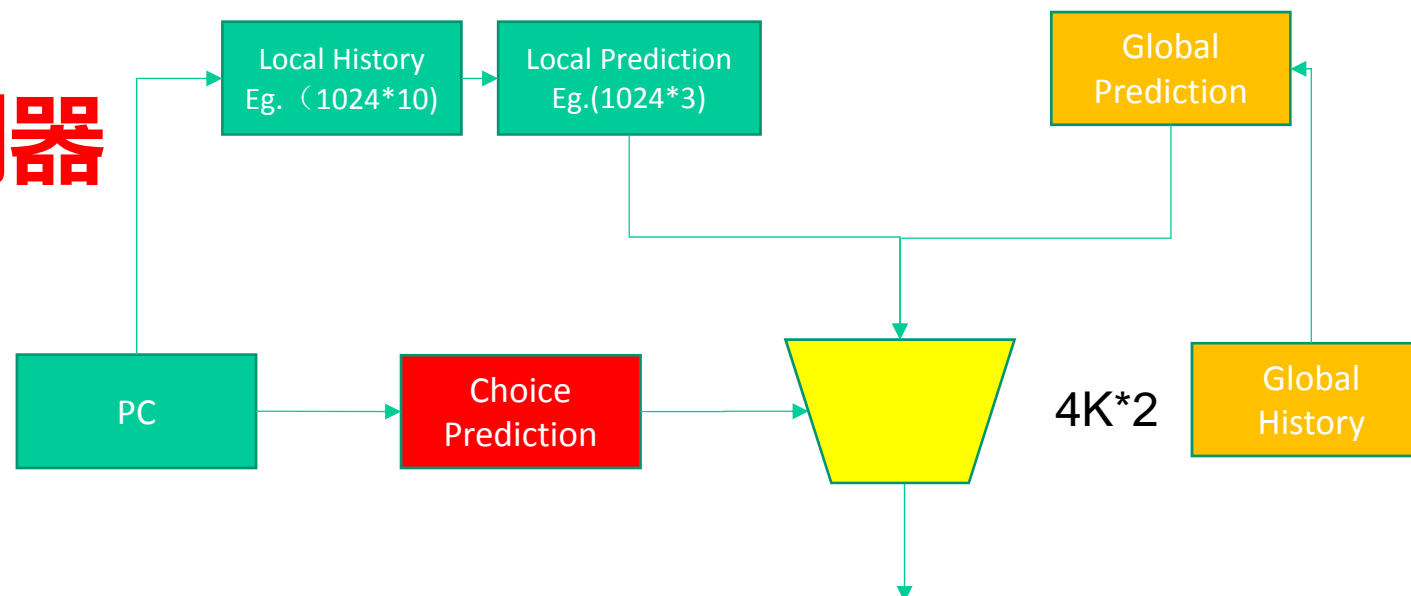 Local History
Eg.（1024*10)
Local Prediction
Eg.(1024*3)
Global
Prediction
器
PC
Choice
Prediction
4K*2
Global
History